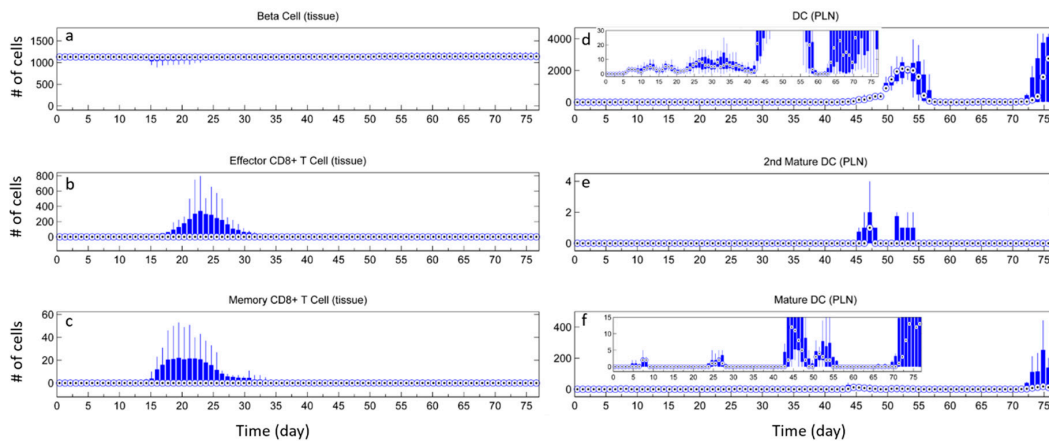 Beta Cell (tissue)
a
1500
1000
500
0
0 5 10 15 20 25 30 35 40 45 50 55 60 65 70 75
# of cells
Effector CD8+ T Cell (tissue)
b
800
600
400
200
0
0 5 10 15 20 25 30 35 40 45 50 55 60 65 70 75
# of cells
Memory CD8+ T Cell (tissue)
c
60
40
20
0
0 5 10 15 20 25 30 35 40 45 50 55 60 65 70 75
# of cells
Time (day)
DC (PLN)
d
30
20
10
0
0 5 10 15 20 25 30 35 40 45 50 55 60 65 70 75
4000
2000
0
0 5 10 15 20 25 30 35 40 45 50 55 60 65 70 75
2nd Mature DC (PLN)
e
4
2
0
0 5 10 15 20 25 30 35 40 45 50 55 60 65 70 75
Mature DC (PLN)
f
15
10
5
0
0 5 10 15 20 25 30 35 40 45 50 55 60 65 70 75
400
200
0
0 5 10 15 20 25 30 35 40 45 50 55 60 65 70 75
Time (day)